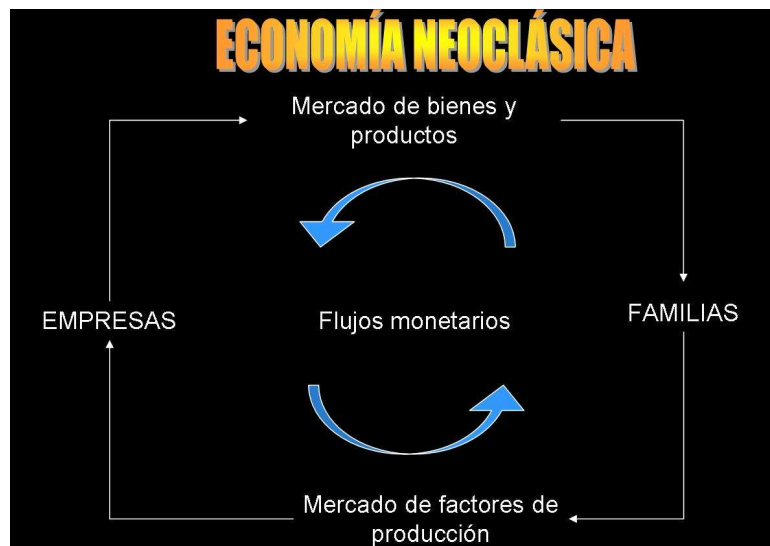 ECONOMÍA NEOCLÁSICA
Mercado de bienes y
productos
EMPRESAS
Flujos monetarios
FAMILIAS
Mercado de factores de
producción